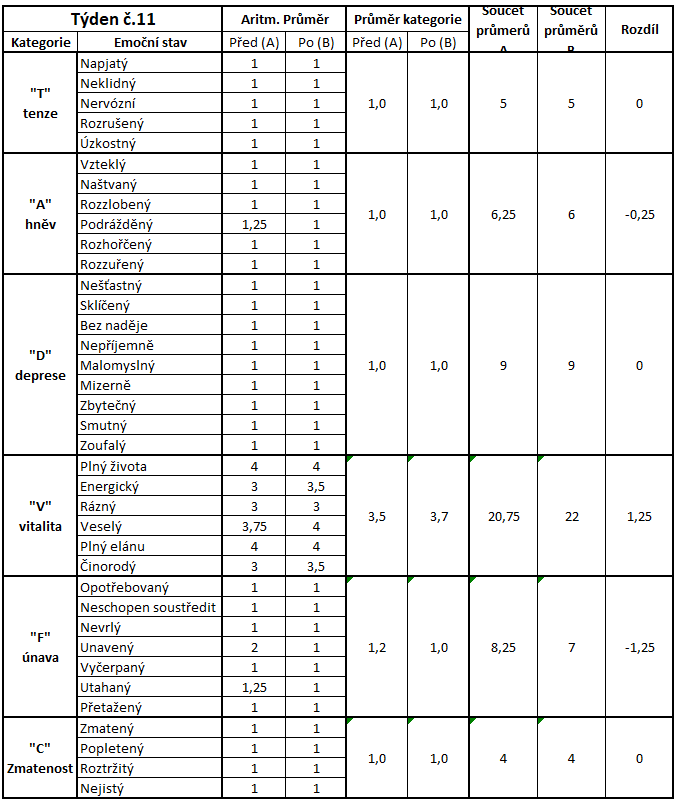 Týden č.11 Aritm. Průměr Průměr kategorie Součet průměrů A Součet průměrů B Rozdíl
Kategorie Emoční stav Před (A) Po (B) Před (A) Po (B)
"T" tenze 1,0 1,0 5 5 0
Napjatý 1 1
Neklidný 1 1
Nervózní 1 1
Rozrušený 1 1
Úzkostný 1 1
"A" hněv 1,0 1,0 6,25 6 -0,25
Vzteklý 1 1
Naštvaný 1 1
Rozzlobený 1 1
Podrážděný 1,25 1
Rozhořčený 1 1
Rozzuřený 1 1
"D" deprese 1,0 1,0 9 9 0
Nešťastný 1 1
Sklíčený 1 1
Bez naděje 1 1
Nepříjemně 1 1
Malomyslný 1 1
Mizerně 1 1
Zbytečný 1 1
Smutný 1 1
Zoufalý 1 1
"V" vitalita 3,5 3,7 20,75 22 1,25
Plný života 4 4
Energický 3 3,5
Rázný 3 3
Veselý 3,75 4
Plný elánu 4 4
Činorodý 3 3,5
"F" únava 1,2 1,0 8,25 7 -1,25
Opotřebovaný 1 1
Neschopen soustředit 1 1
Nevrlý 1 1
Unavený 2 1
Vyčerpaný 1 1
Utahaný 1,25 1
Přetažený 1 1
"C" Zmatenost 1,0 1,0 4 4 0
Zmatený 1 1
Popletený 1 1
Roztržitý 1 1
Nejistý 1 1